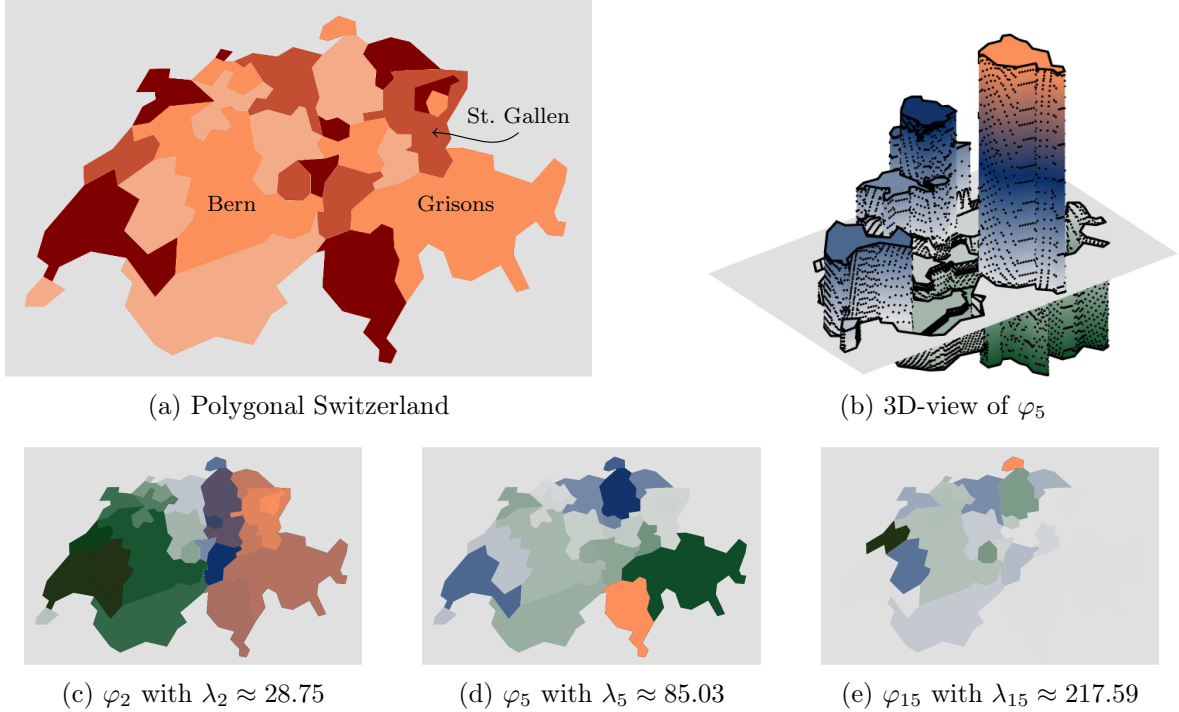 St. Gallen
Bern
Grisons
(a) Polygonal Switzerland
(b) 3D-view of φ₅
(c) φ₂ with λ₂ ≈ 28.75
(d) φ₅ with λ₅ ≈ 85.03
(e) φ₁₅ with λ₁₅ ≈ 217.59